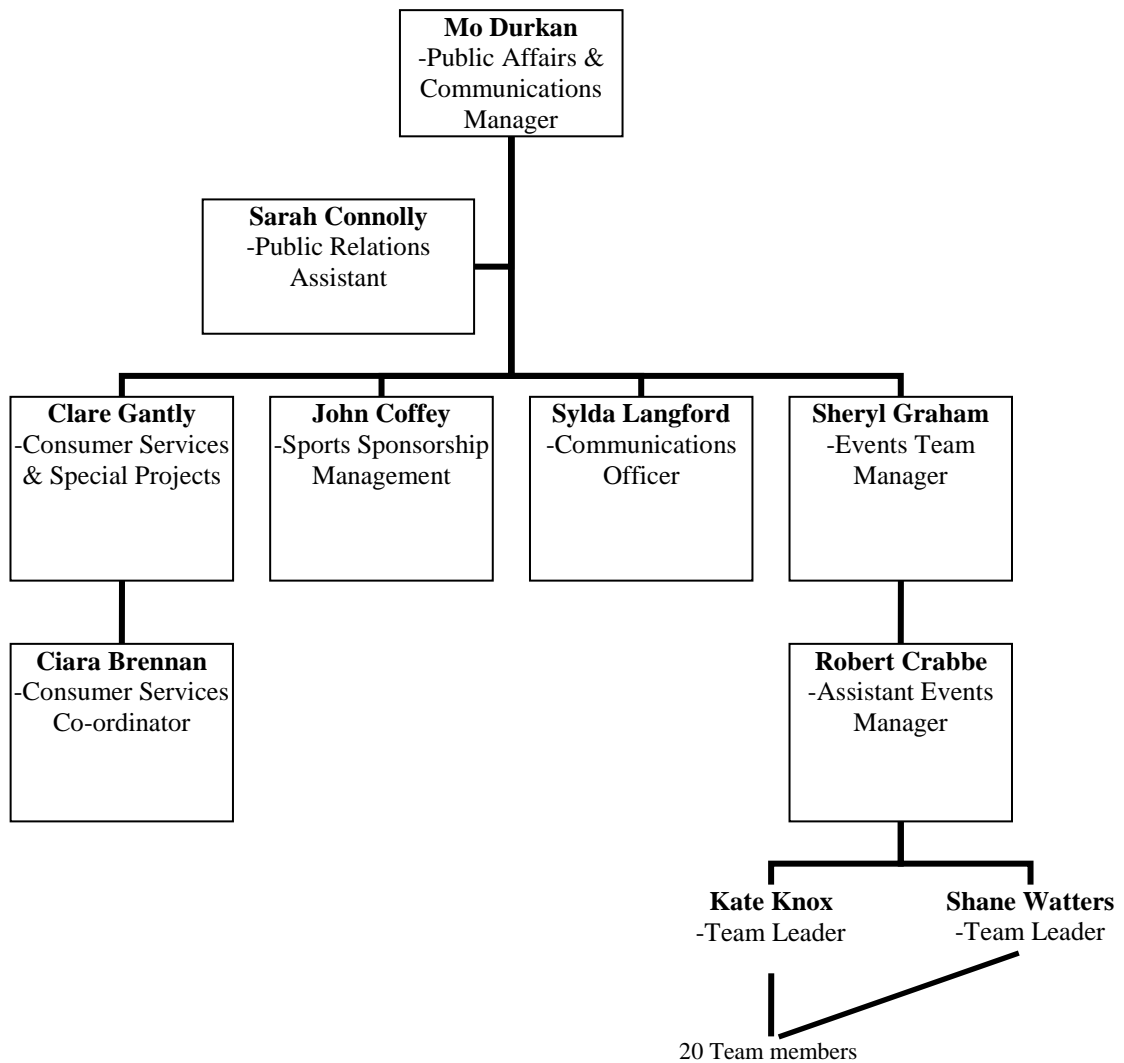 Mo Durkan
-Public Affairs &
Communications
Manager
Sarah Connolly
-Public Relations
Assistant
Clare Gantly
-Consumer Services
& Special Projects
John Coffey
-Sports Sponsorship
Management
Sylda Langford
-Communications
Officer
Sheryl Graham
-Events Team
Manager
Ciara Brennan
-Consumer Services
Co-ordinator
Robert Crabbe
-Assistant Events
Manager
Kate Knox
-Team Leader
Shane Watters
-Team Leader
20 Team members